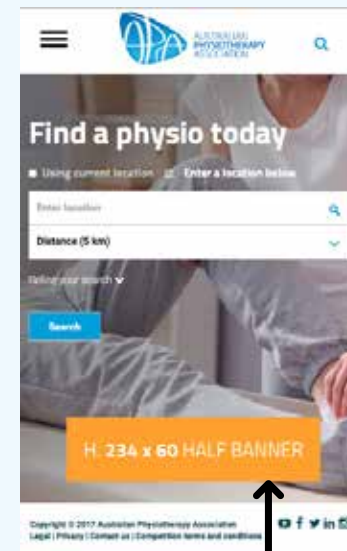 APA
AUSTRALIAN
PHYSIOTHERAPY
ASSOCIATION
Find a physio today
Using current location Enter a location below
Enter location
Distance (5 km)
Refine your search
Search
H. 234 x 60 HALF BANNER
Copyright © 2017 Australian Physiotherapy Association
Legal | Privacy | Contact us | Competition terms and conditions